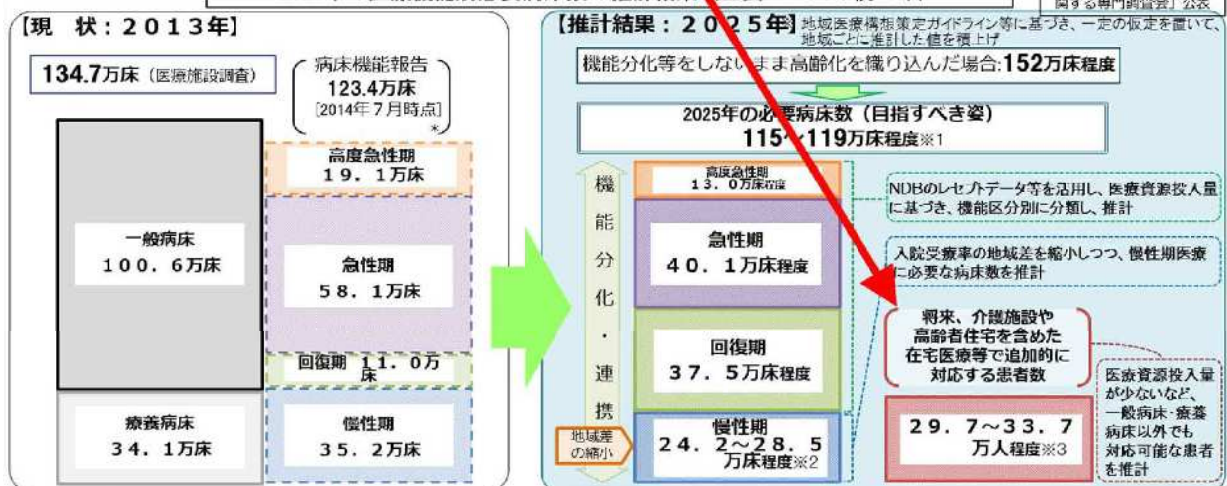 関する専門調査会」公表
【現　状：２０１３年】
134.7万床（医療施設調査）
病床機能報告
123.4万床
[2014年７月時点]
*
高度急性期
１９．１万床
一般病床
１００．６万床
急性期
５８．１万床
回復期 １１．０万
床
療養病床
３４．１万床
慢性期
３５．２万床
【推計結果：２０２５年】地域医療構想策定ガイドライン等に基づき、一定の仮定を置いて、
地域ごとに推計した値を積上げ
機能分化等をしないまま高齢化を織り込んだ場合:152万床程度
2025年の必要病床数（目指すべき姿）
115～119万床程度※1
機能分化・連携
地域差
の縮小
高度急性期
１３．０万床程度
急性期
４０．１万床程度
回復期
３７．５万床程度
慢性期
２４．２～２８．５
万床程度※2
NDBのレセプトデータ等を活用し、医療資源投入量
に基づき、機能区分別に分類し、推計
入院受療率の地域差を縮小しつつ、慢性期医療
に必要な病床数を推計
将来、介護施設や
高齢者住宅を含めた
在宅医療等で追加的に
対応する患者数
２９．７～３３．７
万人程度※3
医療資源投入量
が少ないなど、
一般病床・療養
病床以外でも
対応可能な患者
を推計